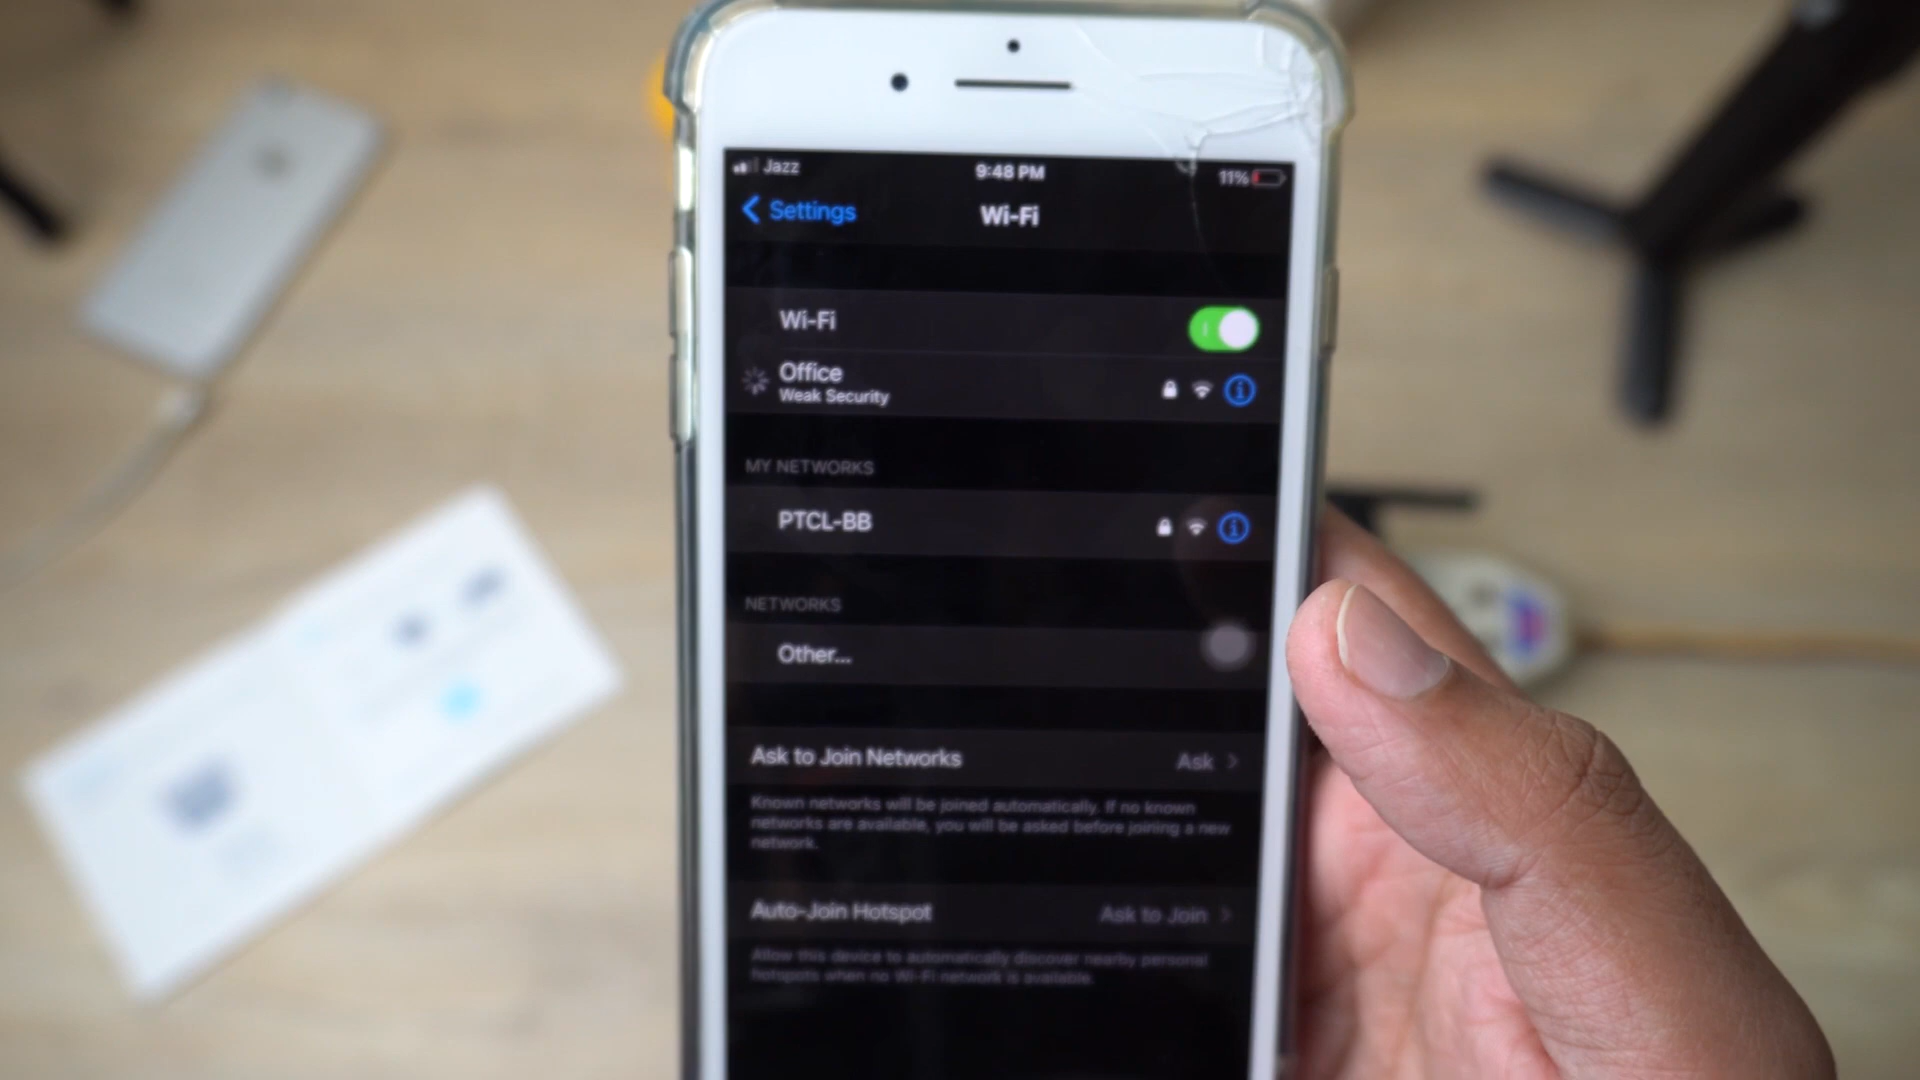 Jazz 9:48 PM 11%
Settings Wi-Fi
Wi-Fi
Office
Weak Security
MY NETWORKS
PTCL-BB
NETWORKS
Other...
Ask to Join Networks Ask
Known networks will be joined automatically. If no known
networks are available, you will be asked before joining a new
network.
Auto-Join Hotspot Ask to Join
Allow this device to automatically discover nearby personal
hotspots when no Wi-Fi network is available.